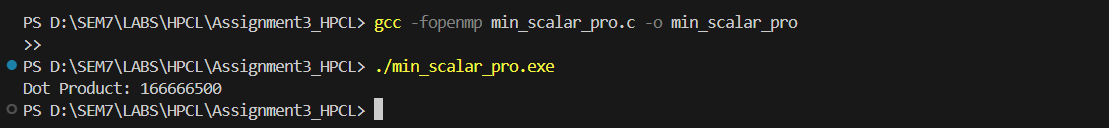 PS D:\SEM7\LABS\HPCL\Assignment3_HPCL> gcc -fopenmp min_scalar_pro.c -o min_scalar_pro
>>
PS D:\SEM7\LABS\HPCL\Assignment3_HPCL> ./min_scalar_pro.exe
Dot Product: 166666500
PS D:\SEM7\LABS\HPCL\Assignment3_HPCL>